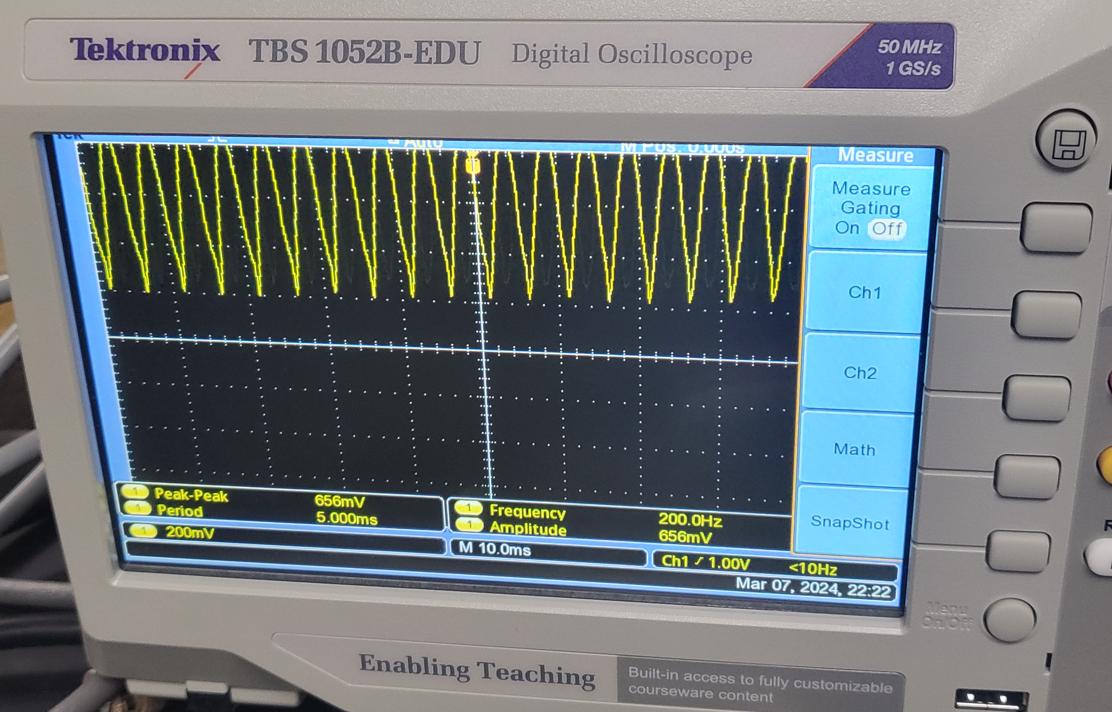 Tektronix TBS 1052B-EDU Digital Oscilloscope
50 MHz
1 GS/s
Tek
Auto
M Pos: 0.000s
Measure
Measure
Gating
On Off
Ch1
Ch2
Math
SnapShot
1 Peak-Peak 656mV
1 Period 5.000ms
1 Frequency 200.0Hz
1 Amplitude 656mV
1 200mV
M 10.0ms
Ch1 / 1.00V <10Hz
Mar 07, 2024, 22:22
Menu
On/Off
Enabling Teaching
Built-in access to fully customizable
courseware content
R